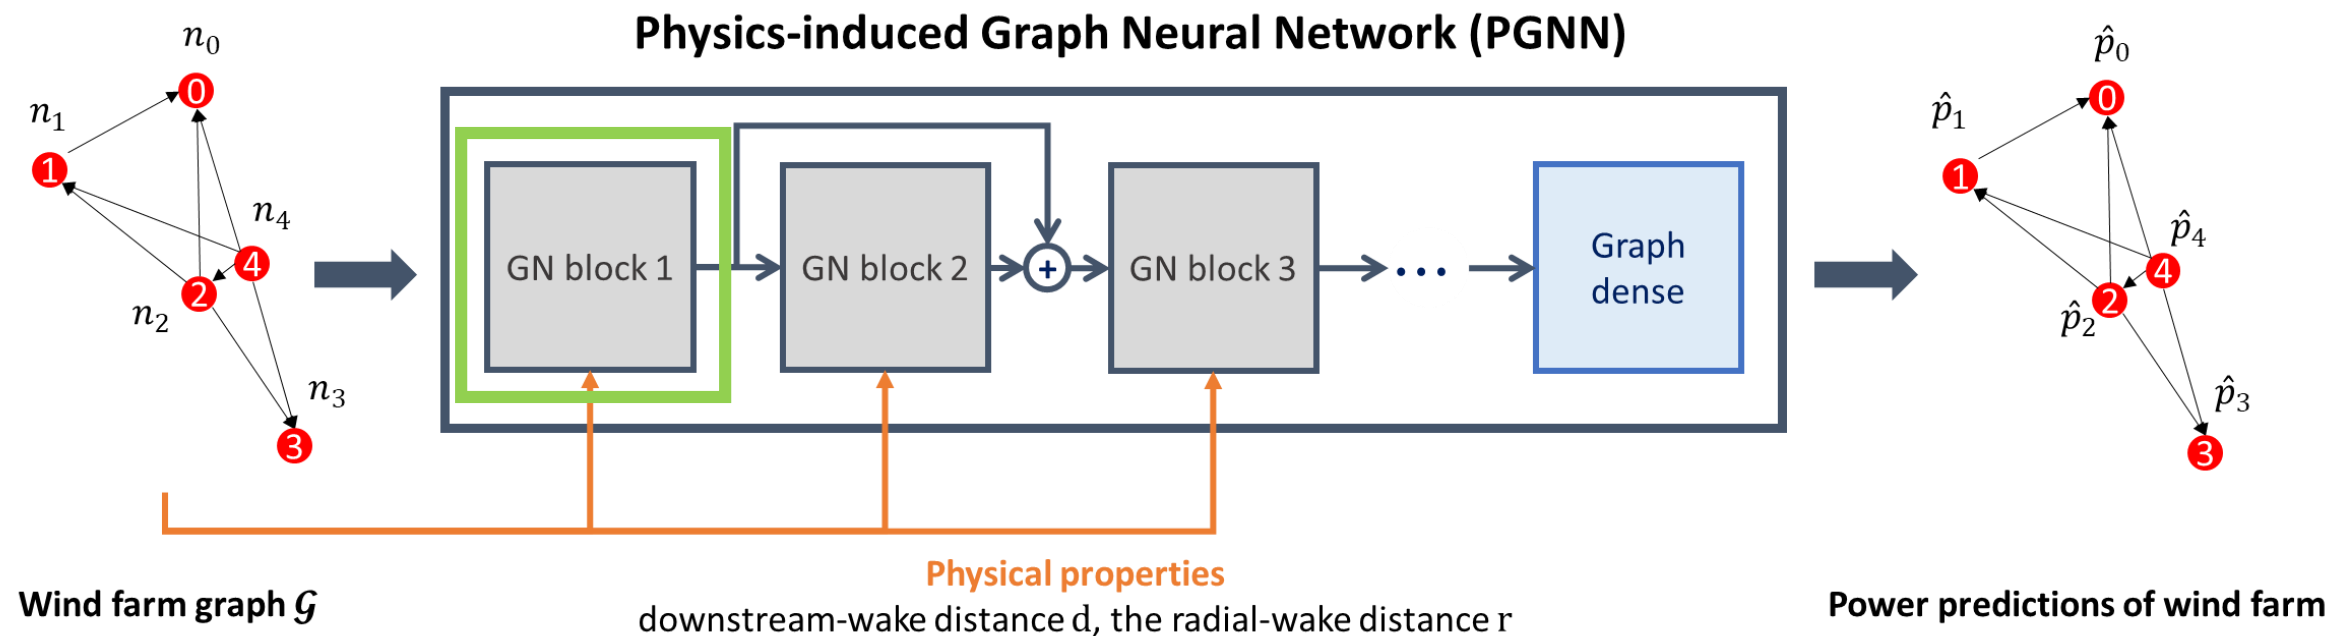 Physics-induced Graph Neural Network (PGNN)
n₀
0
n₁
1
n₄
4
2
n₂
n₃
3
GN block 1
GN block 2
+
GN block 3
...
Graph
dense
p̂₀
0
p̂₁
1
p̂₄
4
2
p̂₂
p̂₃
3
Physical properties
downstream-wake distance d, the radial-wake distance r
Wind farm graph 𝒢
Power predictions of wind farm